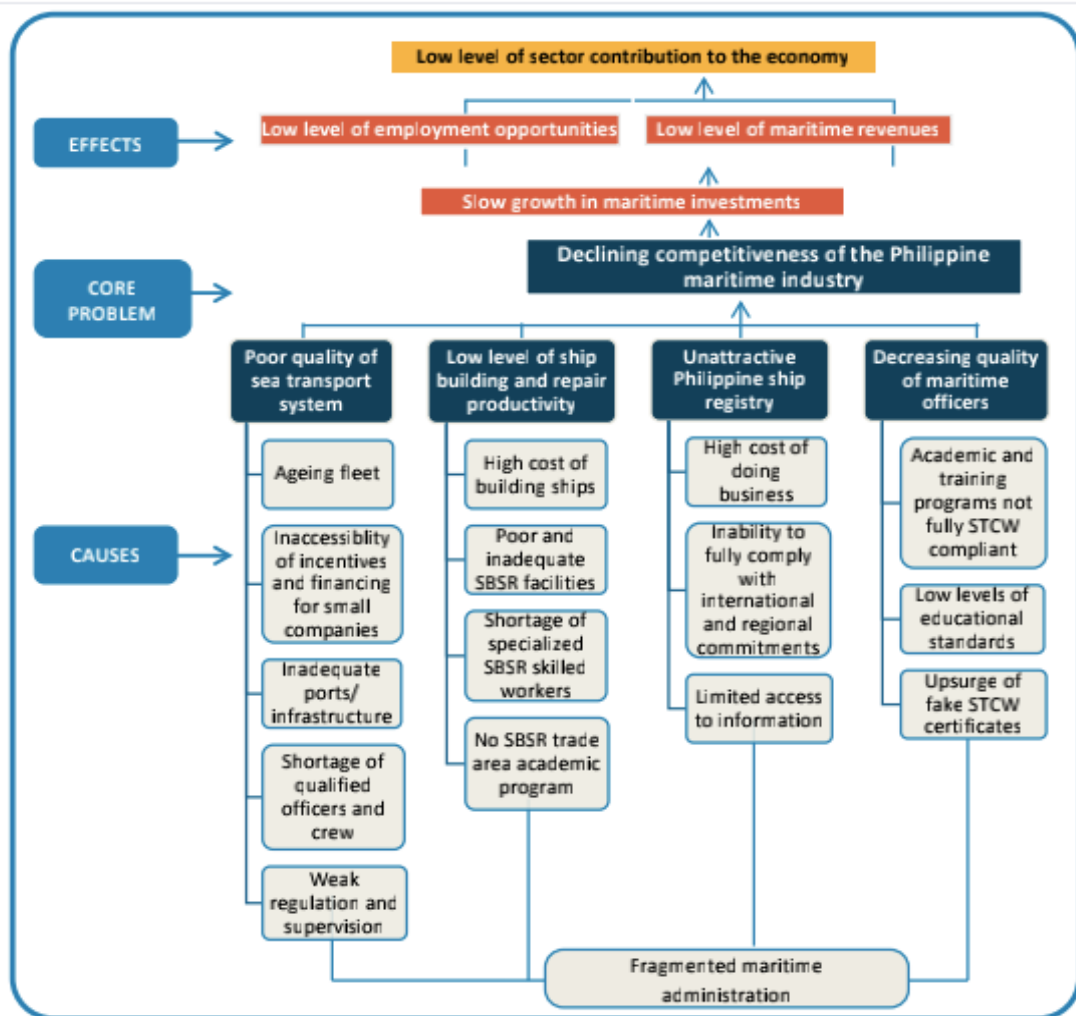 Low level of sector contribution to the economy
EFFECTS
Low level of employment opportunities
Low level of maritime revenues
Slow growth in maritime investments
CORE
PROBLEM
Declining competitiveness of the Philippine
maritime industry
Poor quality of
sea transport
system
Low level of ship
building and repair
productivity
Unattractive
Philippine ship
registry
Decreasing quality
of maritime
officers
CAUSES
Ageing fleet
Inaccessiblity of
incentives
and financing
for small
companies
Inadequate
ports/
infrastructure
Shortage of
qualified
officers and
crew
Weak
regulation and
supervision
High cost of
building ships
Poor and
inadequate
SBSR facilities
Shortage of
specialized
SBSR skilled
workers
No SBSR trade
area academic
program
High cost of
doing
business
Inability to
fully comply
with
international
and regional
commitments
Limited access
to information
Academic and
training
programs not
fully STCW
compliant
Low levels of
educational
standards
Upsurge of
fake STCW
certificates
Fragmented maritime
administration